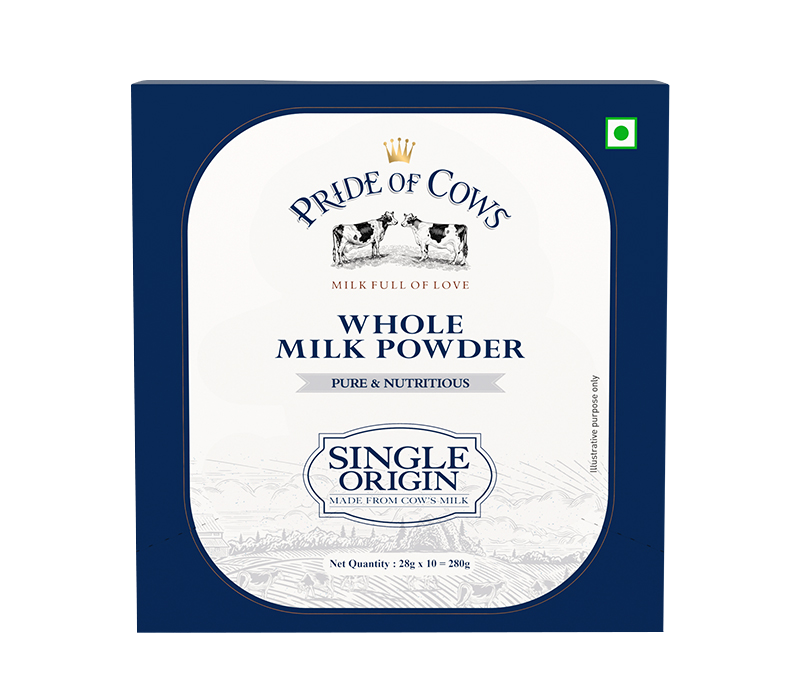 PRIDE OF COWS
MILK FULL OF LOVE
WHOLE
MILK POWDER
PURE & NUTRITIOUS
SINGLE
ORIGIN
MADE FROM COW'S MILK
Illustrative purpose only
Net Quantity : 28g x 10 = 280g